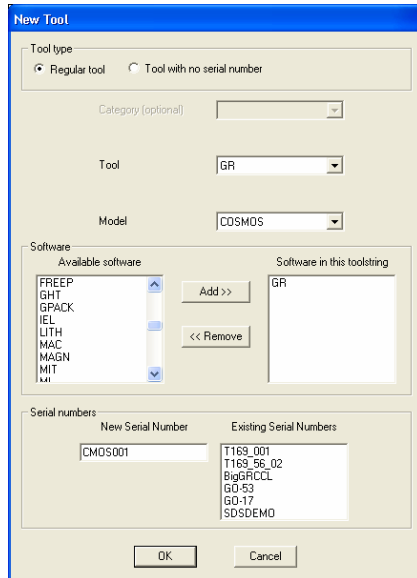 New Tool
Tool type
Regular tool
Tool with no serial number
Category (optional)
Tool
GR
Model
COSMOS
Software
Available software
FREEP
GHT
GPACK
IEL
LITH
MAC
MAGN
MIT
Add >>
<< Remove
Software in this toolstring
GR
Serial numbers
New Serial Number
CMOS001
Existing Serial Numbers
T169_001
T169_56_02
BigGRCCL
GO-53
GO-17
SDSDEMO
OK
Cancel